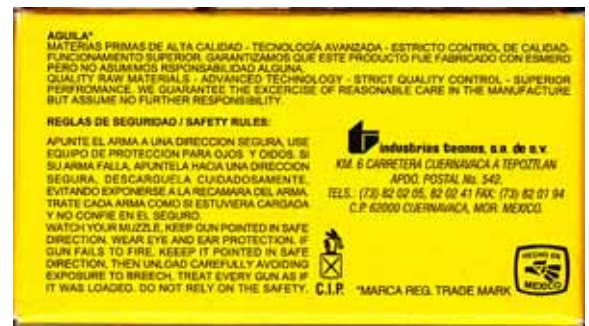 AGUILA*
MATERIAS PRIMAS DE ALTA CALIDAD - TECNOLOGÍA AVANZADA - ESTRICTO CONTROL DE CALIDAD-
FUNCIONAMIENTO SUPERIOR. GARANTIZAMOS QUE ESTE PRODUCTO FUE FABRICADO CON ESMERO
PERO NO ASUMIMOS RISPONSABILIDAD ALGUNA.
QUALITY RAW MATERIALS - ADVANCED TECHNOLOGY - STRICT QUALITY CONTROL - SUPERIOR
PERFROMANCE. WE GUARANTEE THE EXCERCISE OF REASONABLE CARE IN THE MANUFACTURE
BUT ASSUME NO FURTHER RESPONSIBILITY.
REGLAS DE SEGURIDAD / SAFETY RULES:
APUNTE EL ARMA A UNA DIRECCION SEGURA, USE
EQUIPO DE PROTECCION PARA OJOS Y OIDOS. SI
SU ARMA FALLA, APUNTELA HACIA UNA DIRECCION
SEGURA, DESCARGUELA CUIDADOSAMENTE,
EVITANDO EXPONERSE A LA RECAMARA DEL ARMA.
TRATE CADA ARMA COMO SI ESTUVIERA CARGADA
Y NO CONFIE EN EL SEGURO.
WATCH YOUR MUZZLE, KEEP GUN POINTED IN SAFE
DIRECTION. WEAR EYE AND EAR PROTECTION. IF
GUN FAILS TO FIRE, KEEEP IT POINTED IN SAFE
DIRECTION, THEN UNLOAD CAREFULLY AVOIDING
EXPOSURE TO BREECH, TREAT EVERY GUN AS IF
IT WAS LOADED. DO NOT RELY ON THE SAFETY.
industrias tecnos, s.a. de c.v.
KM. 6 CARRETERA CUERNAVACA A TEPOZTLAN
APDO. POSTAL No. 542,
TELS.: (73) 82 02 05, 82 02 41 FAX: (73) 82 01 94
C.P. 62000 CUERNAVACA, MOR. MEXICO.
C.I.P.
*MARCA REG. TRADE MARK
HECHO EN
MEXICO